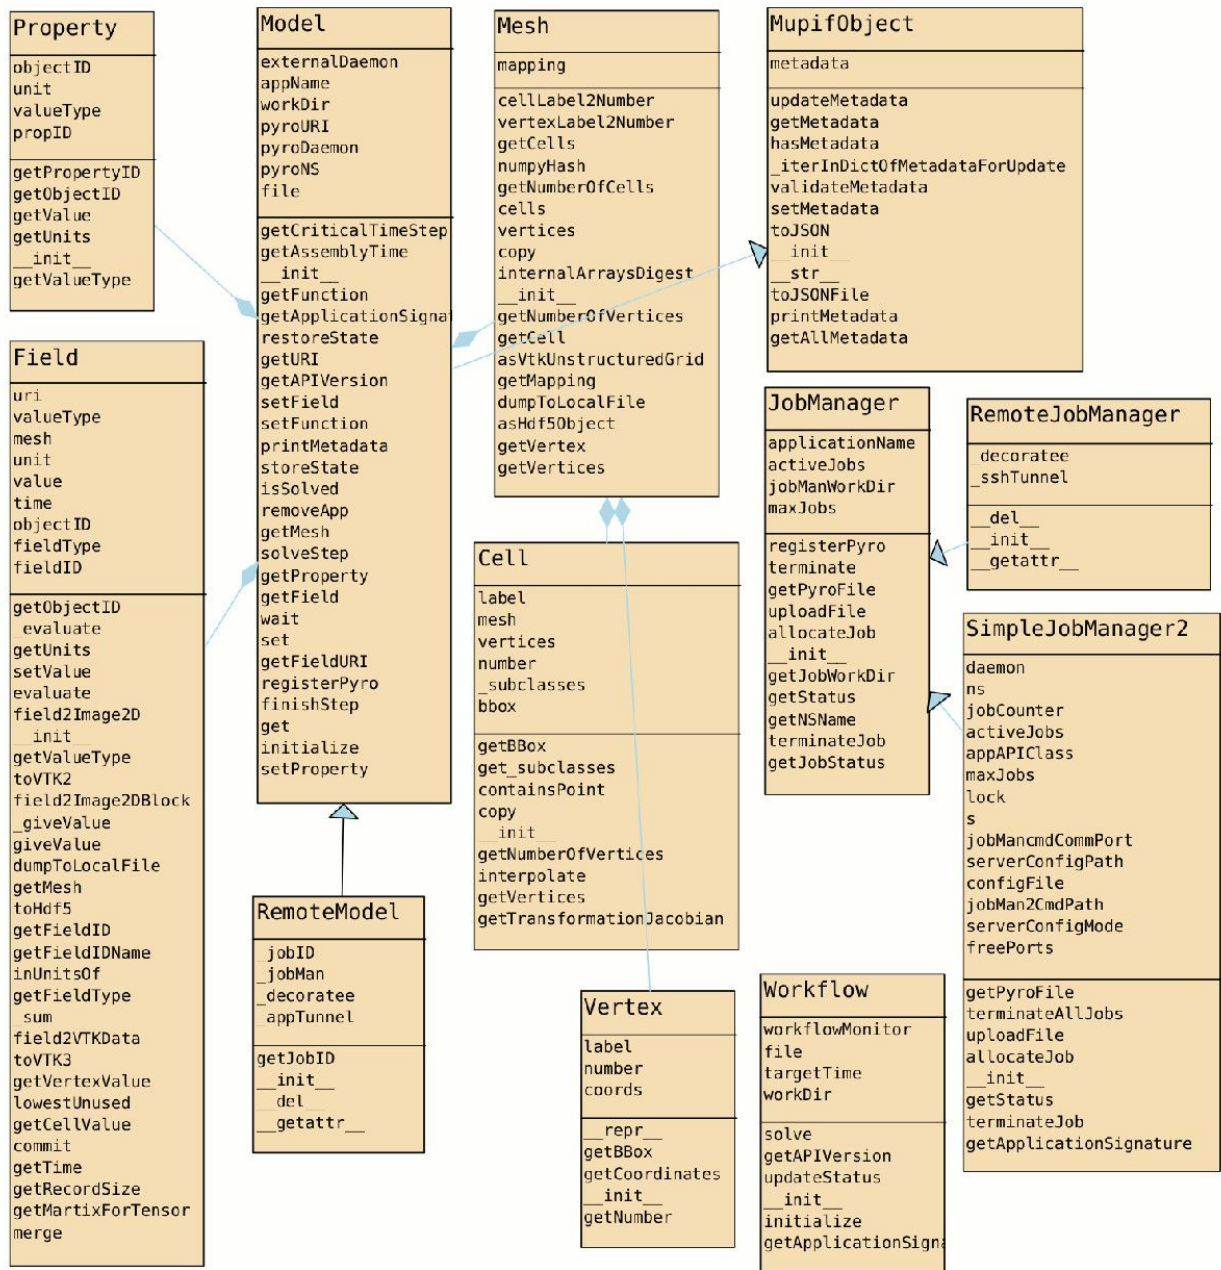 Property
objectID
unit
valueType
propID
getPropertyID
getObjectID
getValue
getUnits
__init__
getValueType
Field
uri
valueType
mesh
unit
value
time
objectID
fieldType
fieldID
getObjectID
_evaluate
getUnits
setValue
evaluate
field2Image2D
__init__
getValueType
toVTK2
field2Image2DBlock
_giveValue
giveValue
dumpToLocalFile
getMesh
toHdf5
getFieldID
getFieldIDName
inUnitsOf
getFieldType
_sum
field2VTKData
toVTK3
getVertexValue
lowestUnused
getCellValue
commit
getTime
getRecordSize
getMartixForTensor
merge
Model
externalDaemon
appName
workDir
pyroURI
pyroDaemon
pyroNS
file
getCriticalTimeStep
getAssemblyTime
__init__
getFunction
getApplicationSignat
restoreState
getURI
getAPIVersion
setField
setFunction
printMetadata
storeState
isSolved
removeApp
getMesh
solveStep
getProperty
getField
wait
set
getFieldURI
registerPyro
finishStep
get
initialize
setProperty
RemoteModel
_jobID
_jobMan
_decoratee
_appTunnel
getJobID
__init__
__del__
__getattr__
Mesh
mapping
cellLabel2Number
vertexLabel2Number
getCells
numpyHash
getNumberOfCells
cells
vertices
copy
internalArraysDigest
__init__
getNumberOfVertices
getCell
asVtkUnstructuredGrid
getMapping
dumpToLocalFile
asHdf5Object
getVertex
getVertices
Cell
label
mesh
vertices
number
_subclasses
bbox
getBBox
get_subclasses
containsPoint
copy
__init__
getNumberOfVertices
interpolate
getVertices
getTransformationJacobian
Vertex
label
number
coords
__repr__
getBBox
getCoordinates
__init__
getNumber
MupifObject
metadata
updateMetadata
getMetadata
hasMetadata
_iterInDictOfMetadataForUpdate
validateMetadata
setMetadata
toJSON
__init__
__str__
toJSONFile
printMetadata
getAllMetadata
JobManager
applicationName
activeJobs
jobManWorkDir
maxJobs
registerPyro
terminate
getPyroFile
uploadFile
allocateJob
__init__
getJobWorkDir
getStatus
getNSName
terminateJob
getJobStatus
RemoteJobManager
_decoratee
_sshTunnel
__del__
__init__
__getattr__
SimpleJobManager2
daemon
ns
jobCounter
activeJobs
appAPIClass
maxJobs
lock
s
jobMancmdCommPort
serverConfigPath
configFile
jobMan2CmdPath
serverConfigMode
freePorts
getPyroFile
terminateAllJobs
uploadFile
allocateJob
__init__
getStatus
terminateJob
getApplicationSignature
Workflow
workflowMonitor
file
targetTime
workDir
solve
getAPIVersion
updateStatus
__init__
initialize
getApplicationSigna